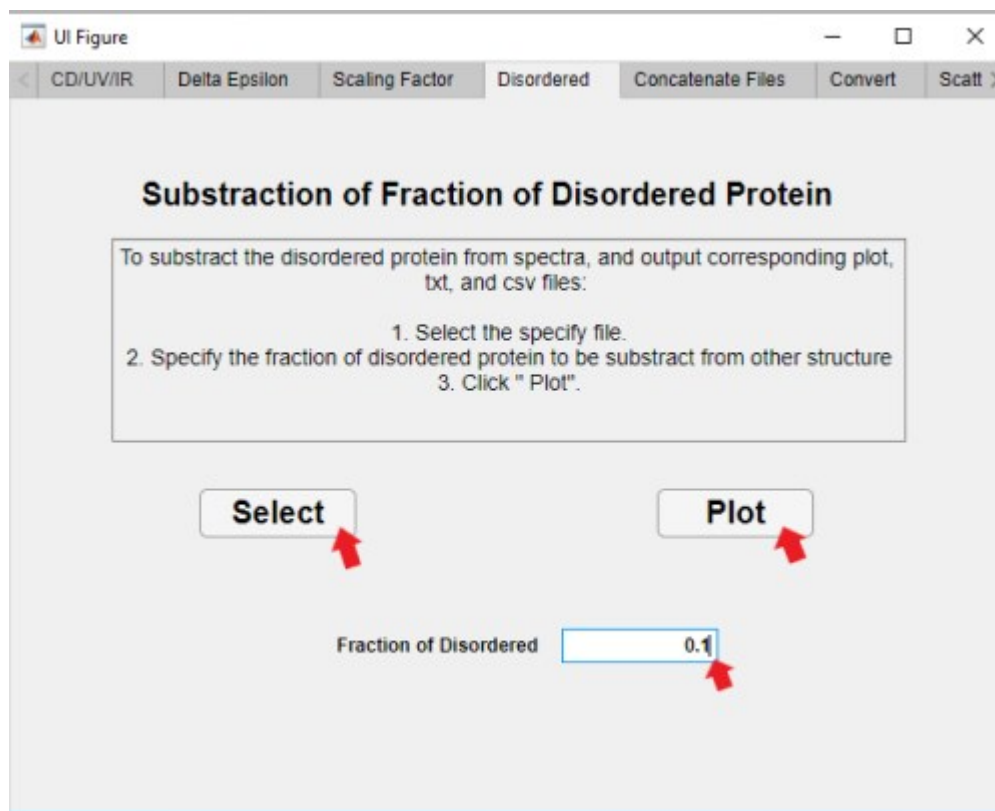 UI Figure
CD/UV/IR Delta Epsilon Scaling Factor Disordered Concatenate Files Convert Scatt
Substraction of Fraction of Disordered Protein
To substract the disordered protein from spectra, and output corresponding plot,
txt, and csv files:
1. Select the specify file.
2. Specify the fraction of disordered protein to be substract from other structure
3. Click " Plot".
Select Plot
Fraction of Disordered 0.1